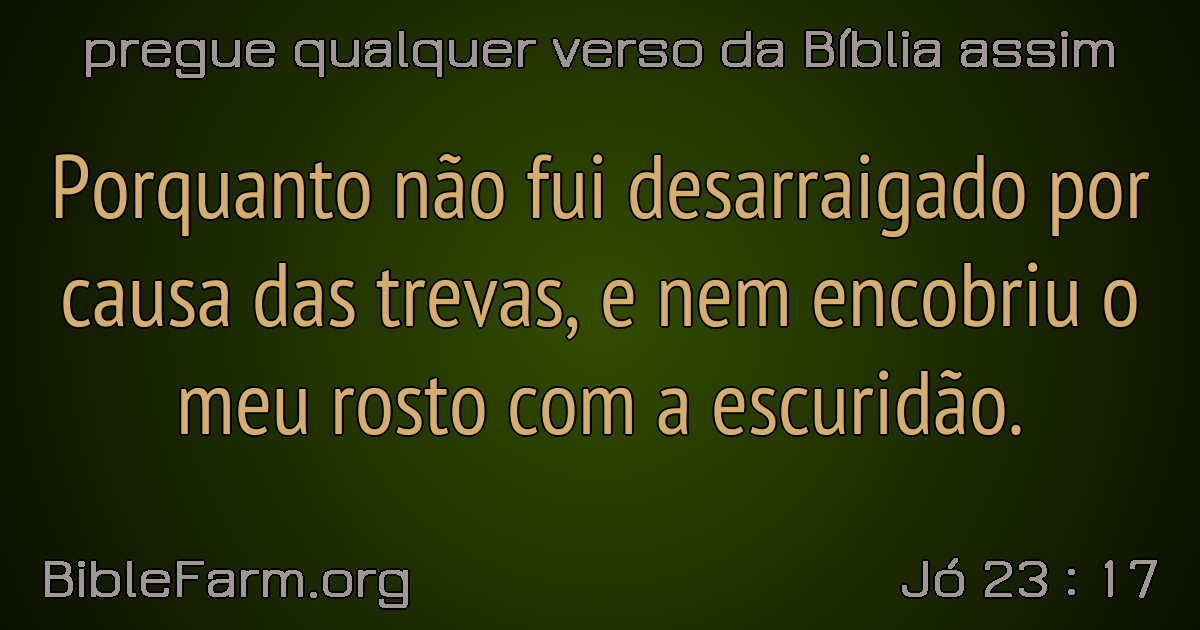 pregue qualquer verso da Bíblia assim
Porquanto não fui desarraigado por
causa das trevas, e nem encobriu o
meu rosto com a escuridão.
BibleFarm.org
Jó 23 : 17